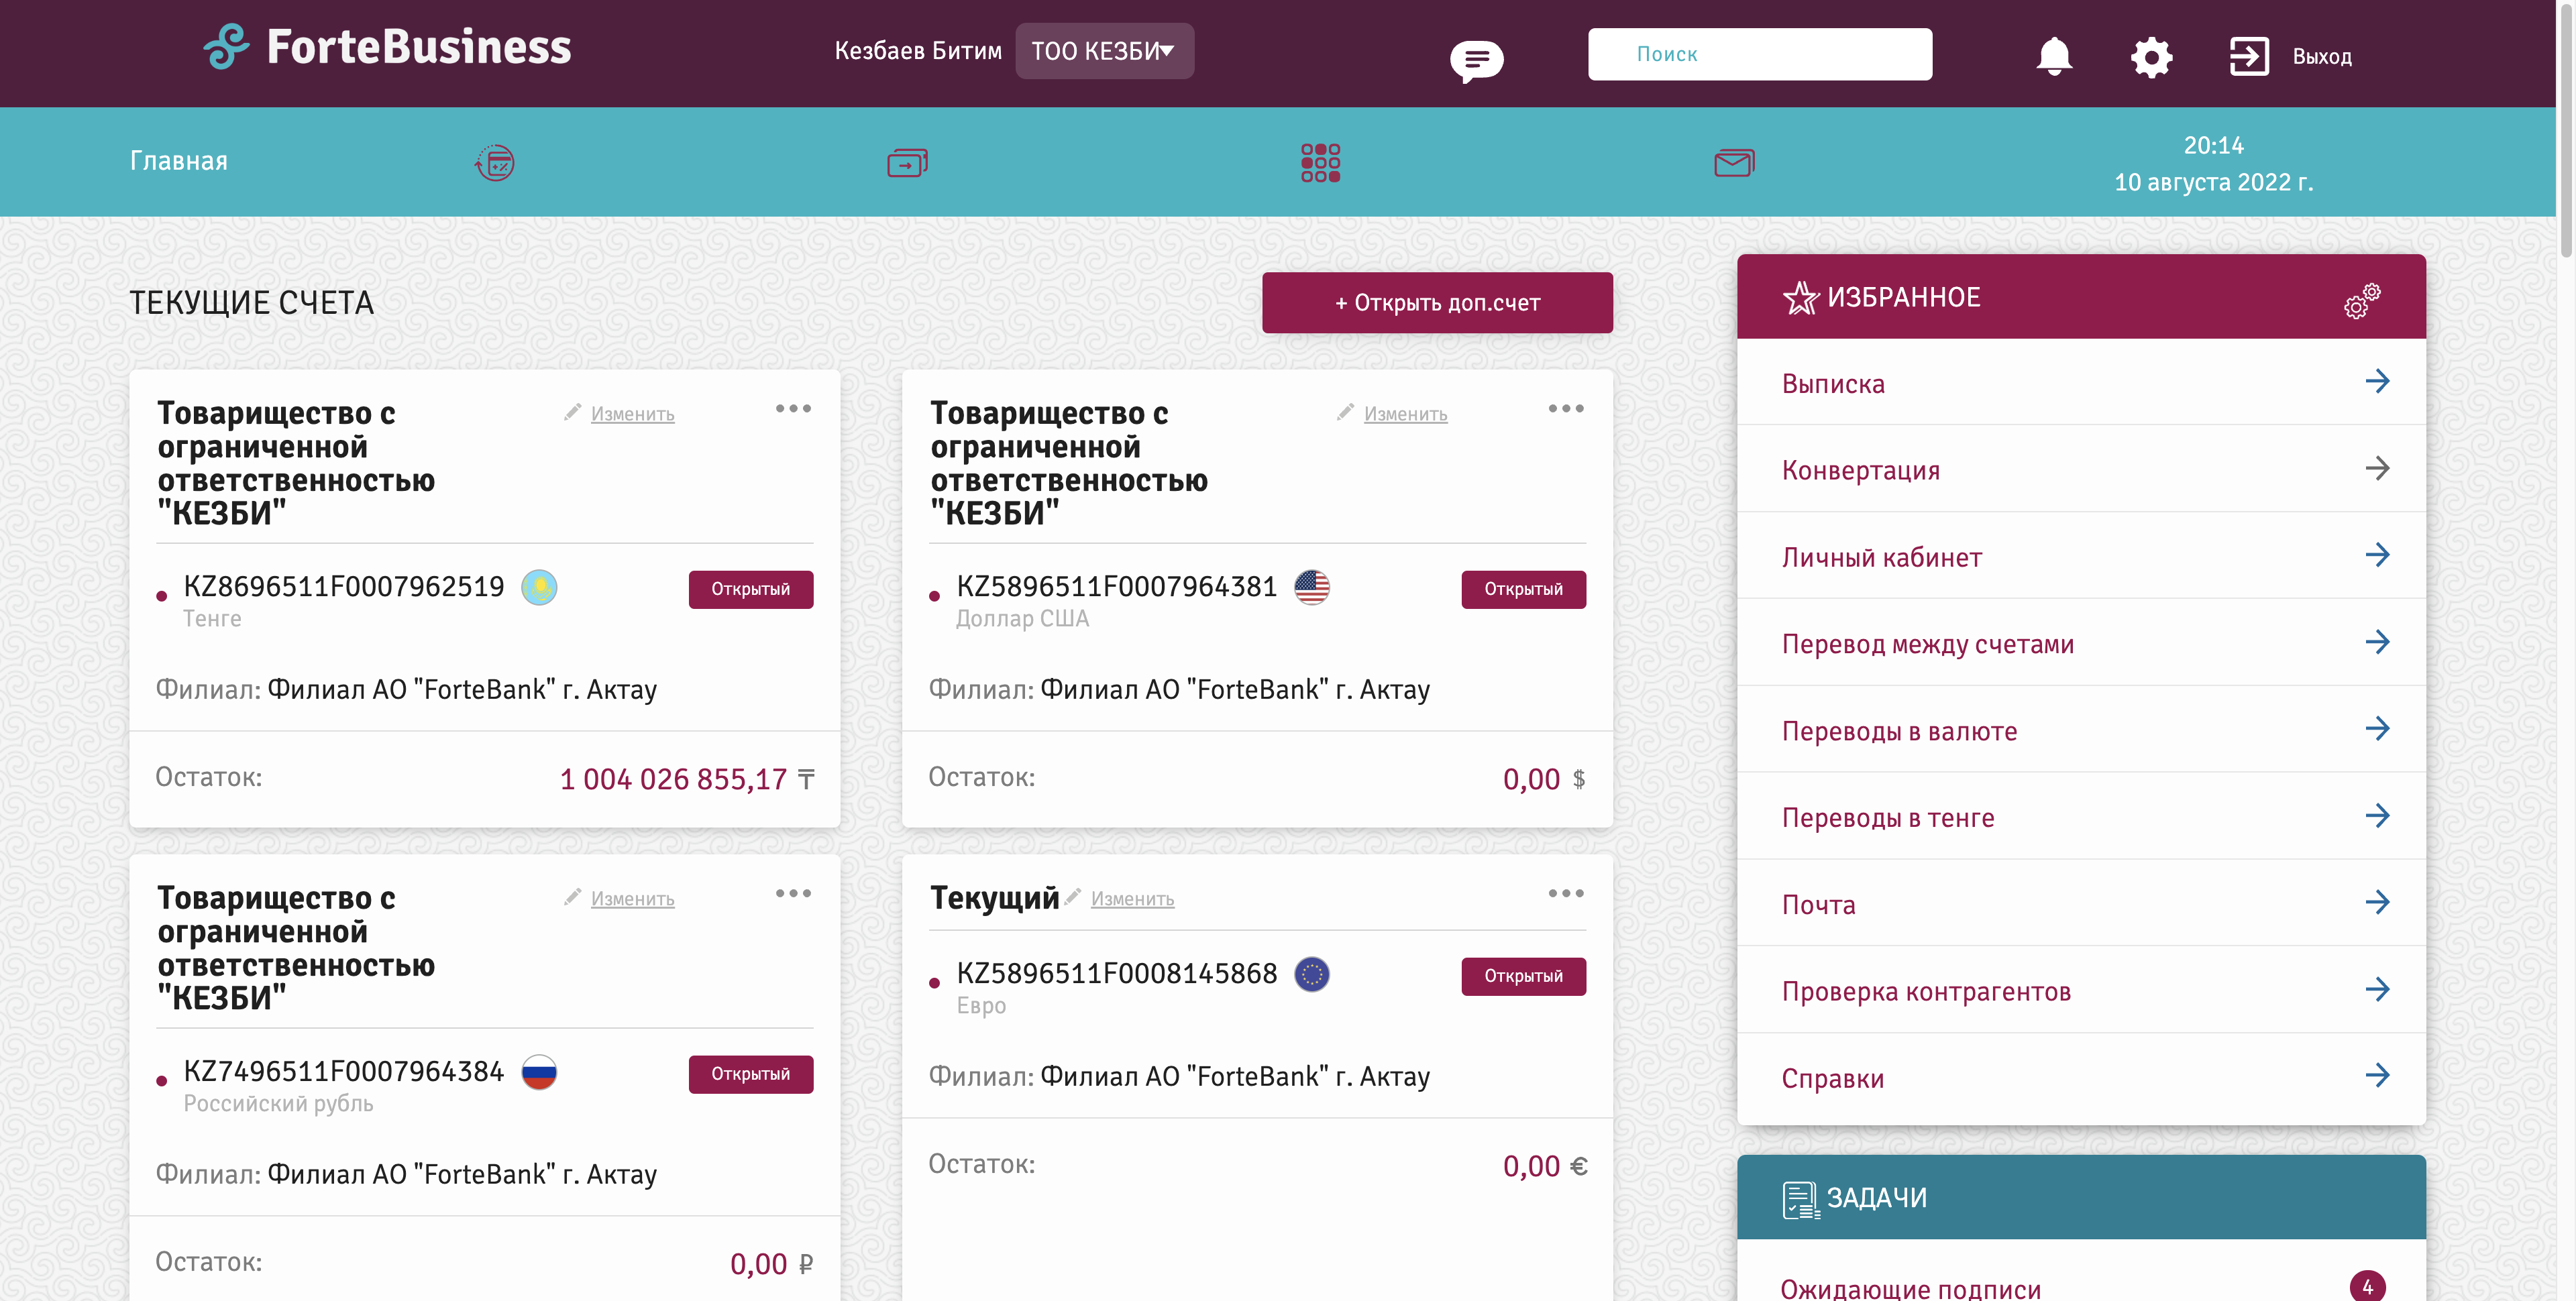 ForteBusiness
Кезбаев Битим
ТОО КЕЗБИ
Поиск
Выход
Главная
20:14
10 августа 2022 г.
ТЕКУЩИЕ СЧЕТА
+ Открыть доп.счет
Товарищество с
ограниченной
ответственностью
"КЕЗБИ"
Изменить
KZ8696511F0007962519
Открытый
Тенге
Филиал: Филиал АО "ForteBank" г. Актау
Остаток:
1 004 026 855,17 ₸
Товарищество с
ограниченной
ответственностью
"КЕЗБИ"
Изменить
KZ5896511F0007964381
Открытый
Доллар США
Филиал: Филиал АО "ForteBank" г. Актау
Остаток:
0,00 $
Товарищество с
ограниченной
ответственностью
"КЕЗБИ"
Изменить
KZ7496511F0007964384
Открытый
Российский рубль
Филиал: Филиал АО "ForteBank" г. Актау
Остаток:
0,00 ₽
Текущий
Изменить
KZ5896511F0008145868
Открытый
Евро
Филиал: Филиал АО "ForteBank" г. Актау
Остаток:
0,00 €
ИЗБРАННОЕ
Выписка
Конвертация
Личный кабинет
Перевод между счетами
Переводы в валюте
Переводы в тенге
Почта
Проверка контрагентов
Справки
ЗАДАЧИ
Ожидающие подписи
4